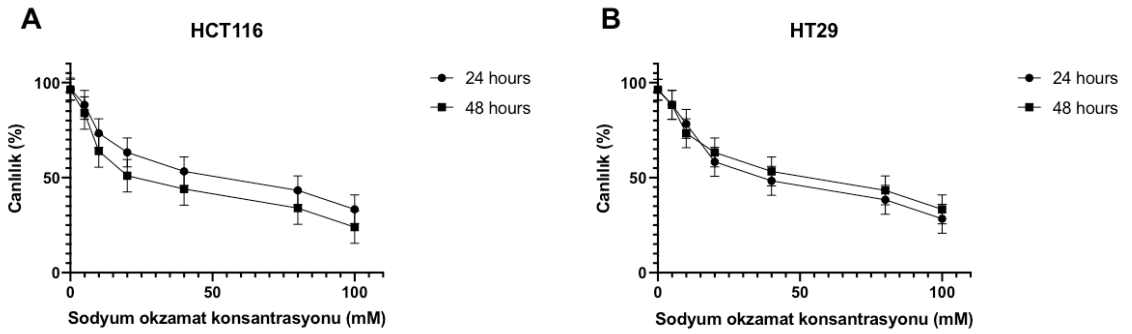 A
HCT116
100
50
0
Canlılık (%)
0
50
100
Sodyum okzamat konsantrasyonu (mM)
24 hours
48 hours
B
HT29
100
50
0
Canlılık (%)
0
50
100
Sodyum okzamat konsantrasyonu (mM)
24 hours
48 hours